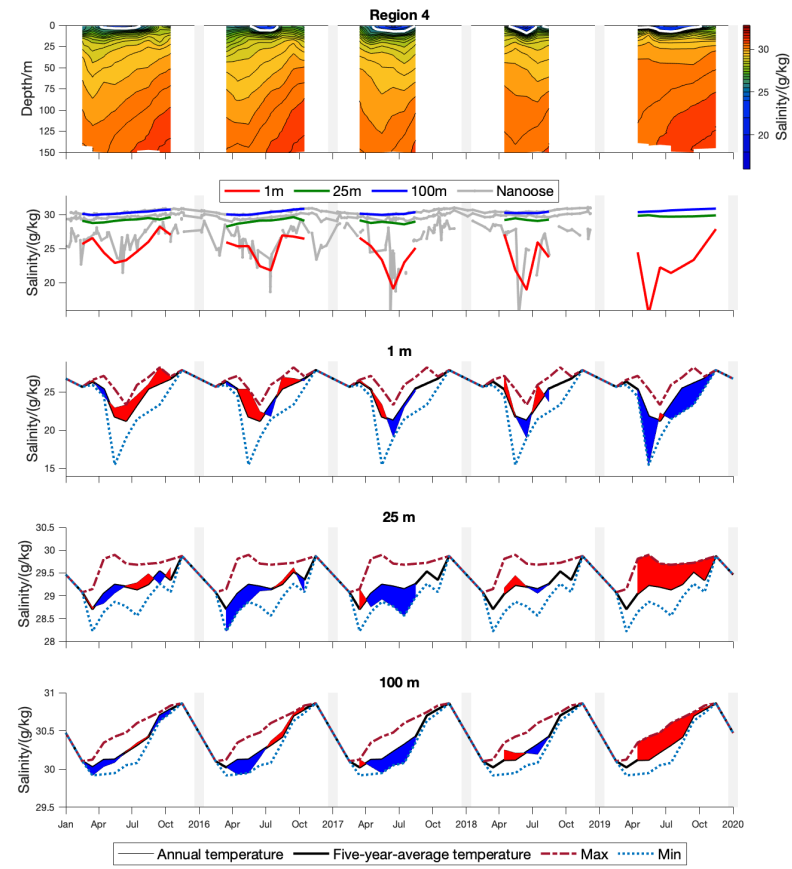 Region 4
0
25
50
75
100
125
150
Depth/m
30
25
20
Salinity/(g/kg)
1m 25m 100m Nanoose
30
25
20
Salinity/(g/kg)
1 m
25
20
15
Salinity/(g/kg)
25 m
30.5
30
29.5
29
28.5
28
Salinity/(g/kg)
100 m
31
30.5
30
29.5
Salinity/(g/kg)
Jan Apr Jul Oct 2016 Apr Jul Oct 2017 Apr Jul Oct 2018 Apr Jul Oct 2019 Apr Jul Oct 2020
Annual temperature Five-year-average temperature Max Min